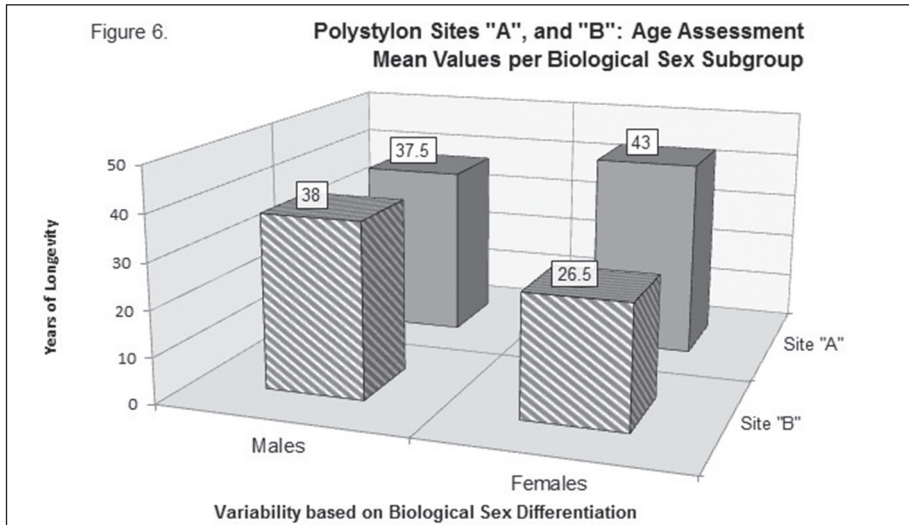 Figure 6.
Polystylon Sites "A", and "B": Age Assessment
Mean Values per Biological Sex Subgroup
Years of Longevity
50
40
30
20
10
0
38
37.5
26.5
43
Males
Females
Site "A"
Site "B"
Variability based on Biological Sex Differentiation